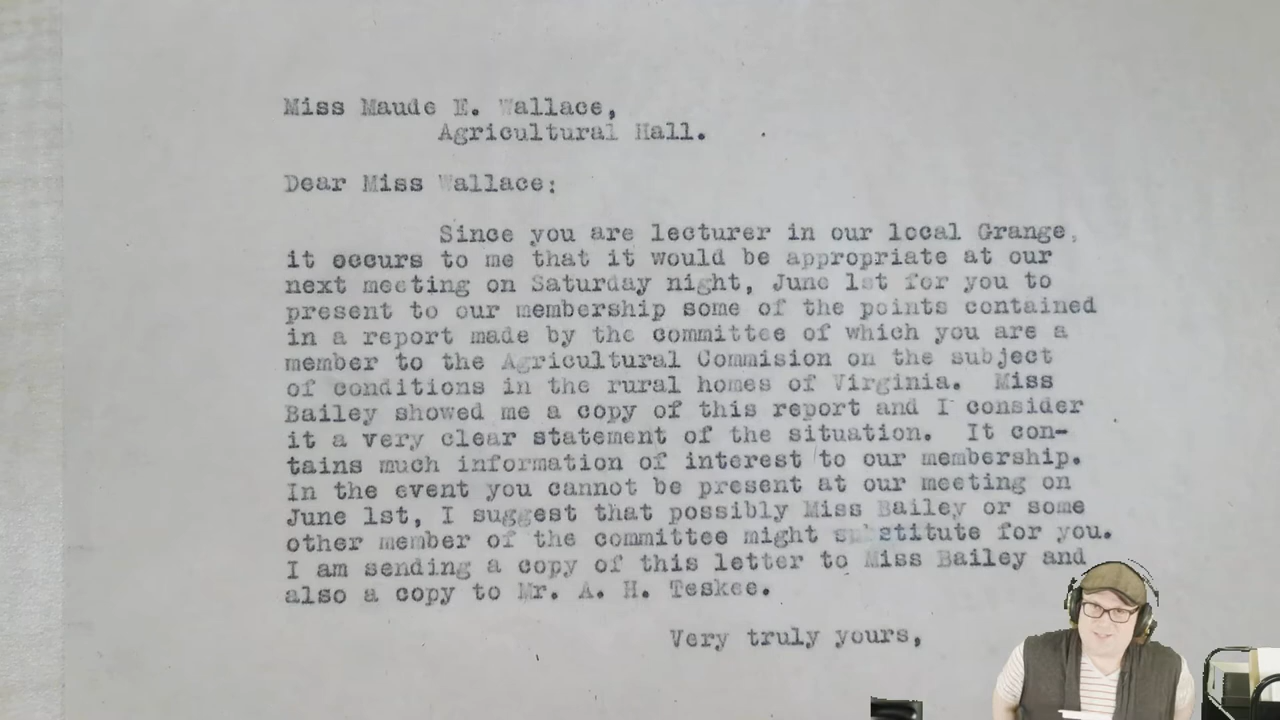 Miss Maude E. Wallace,
Agricultural Hall.
Dear Miss Wallace:
Since you are lecturer in our local Grange,
it occurs to me that it would be appropriate at our
next meeting on Saturday night, June 1st for you to
present to our membership some of the points contained
in a report made by the committee of which you are a
member to the Agricultural Commision on the subject
of conditions in the rural homes of Virginia. Miss
Bailey showed me a copy of this report and I consider
it a very clear statement of the situation. It con-
tains much information of interest to our membership.
In the event you cannot be present at our meeting on
June 1st, I suggest that possibly Miss Bailey or some
other member of the committee might substitute for you.
I am sending a copy of this letter to Miss Bailey and
also a copy to Mr. A. H. Teskee.
Very truly yours,